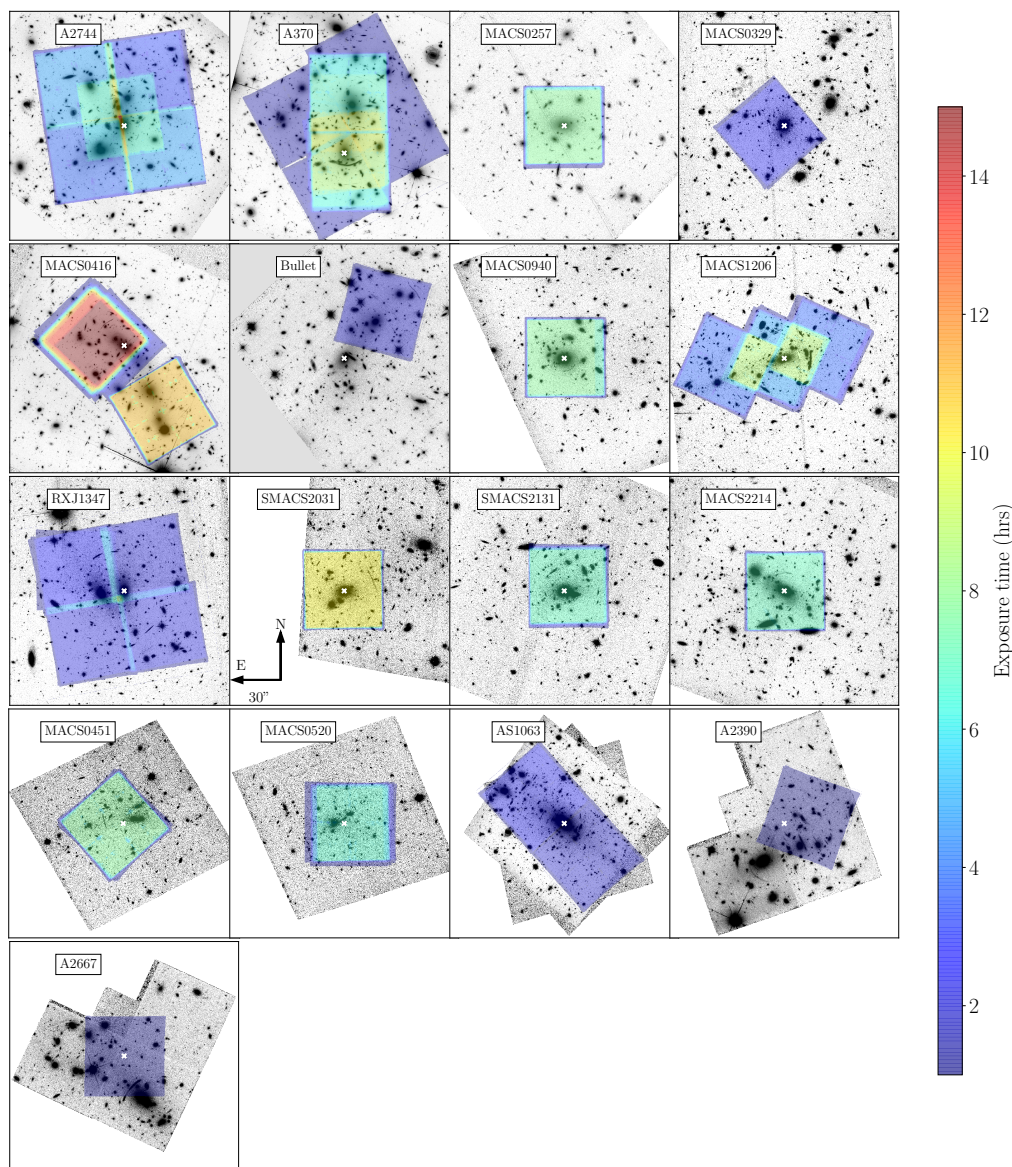 A2744
A370
MACS0257
MACS0329
MACS0416
Bullet
MACS0940
MACS1206
RXJ1347
SMACS2031
SMACS2131
MACS2214
N
E
30”
MACS0451
MACS0520
AS1063
A2390
A2667
14
12
10
8
6
4
2
Exposure time (hrs)